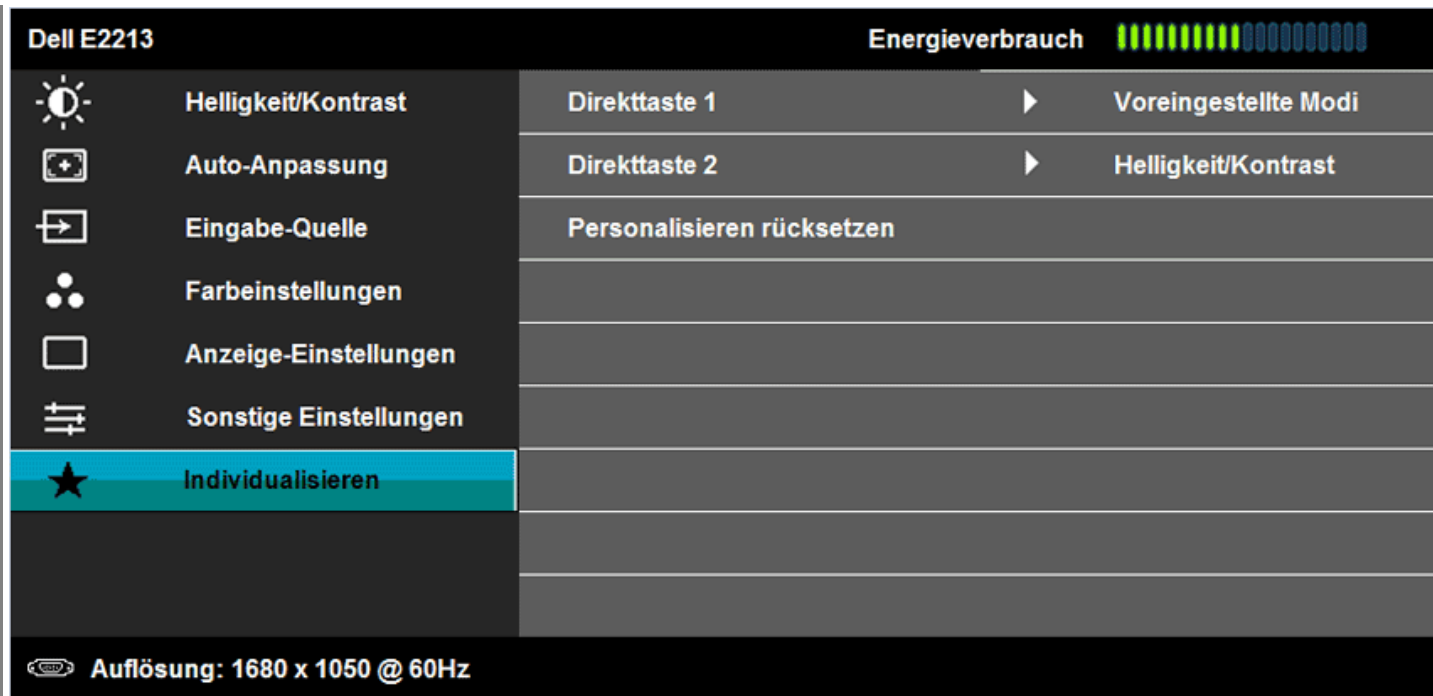 Dell E2213 Energieverbrauch
Helligkeit/Kontrast Direkttaste 1 Voreingestellte Modi
Auto-Anpassung Direkttaste 2 Helligkeit/Kontrast
Eingabe-Quelle Personalisieren rücksetzen
Farbeinstellungen
Anzeige-Einstellungen
Sonstige Einstellungen
Individualisieren
Auflösung: 1680 x 1050 @ 60Hz